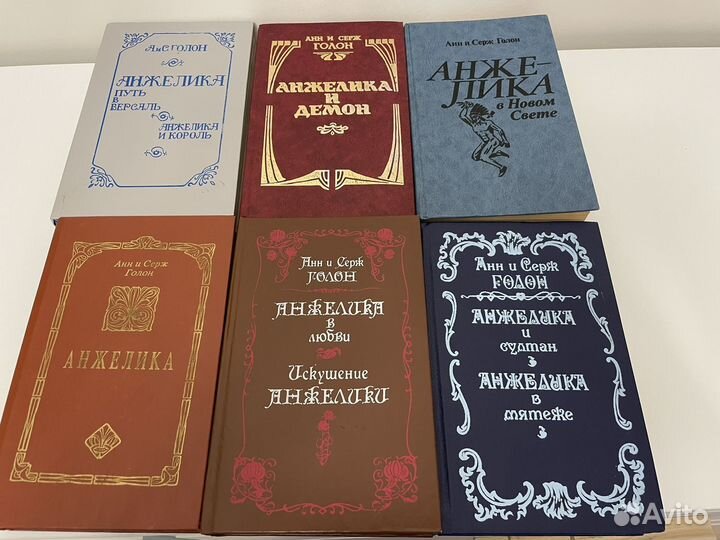 А и С ГОЛОН
АНЖЕЛИКА
ПУТЬ
В
ВЕРСАЛЬ
АНЖЕЛИКА
И КОРОЛЬ
АНН И СЕРЖ
ГОЛОН
АНЖЕЛИКА
И
ДЕМОН
Анн и Серж Голон
АНЖЕ-
ЛИКА
в Новом
Свете
Анн и Серж
Голон
АНЖЕЛИКА
Анн и Серж
ГОЛОН
АНЖЕЛИКА
в
любви
Искушение
АНЖЕЛИКИ
Анн и Серж
ГОЛОН
АНЖЕЛИКА
и
султан
АНЖЕЛИКА
в
мятеже
Avito